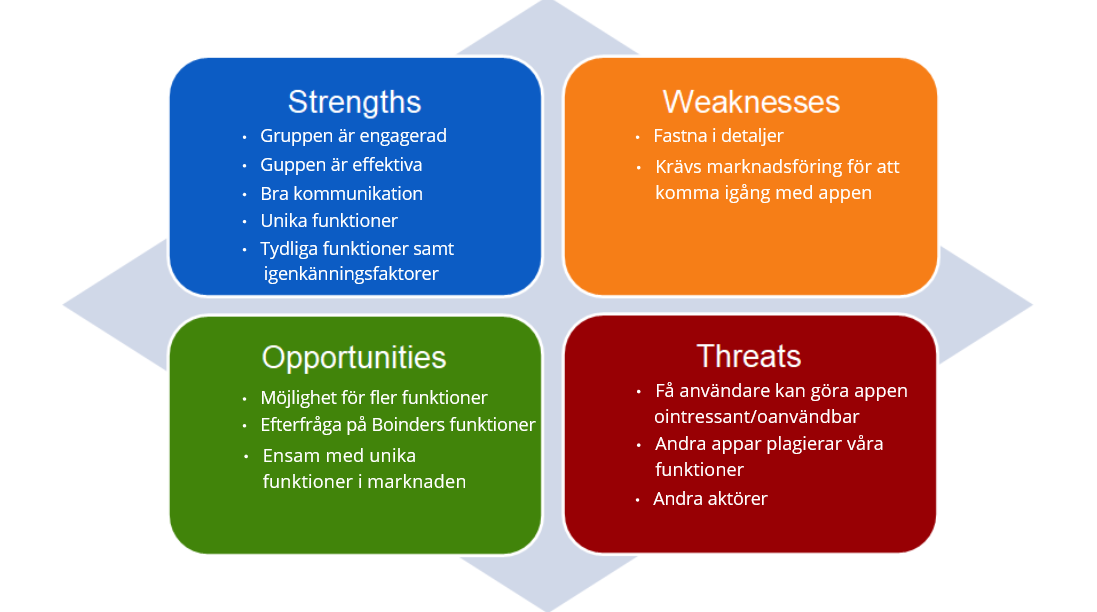 Strengths
• Gruppen är engagerad
• Guppen är effektiva
• Bra kommunikation
• Unika funktioner
• Tydliga funktioner samt
igenkänningsfaktorer
Weaknesses
• Fastna i detaljer
• Krävs marknadsföring för att
komma igång med appen
Opportunities
• Möjlighet för fler funktioner
• Efterfråga på Boinders funktioner
• Ensam med unika
funktioner i marknaden
Threats
• Få användare kan göra appen
ointressant/oanvändbar
• Andra appar plagierar våra
funktioner
• Andra aktörer